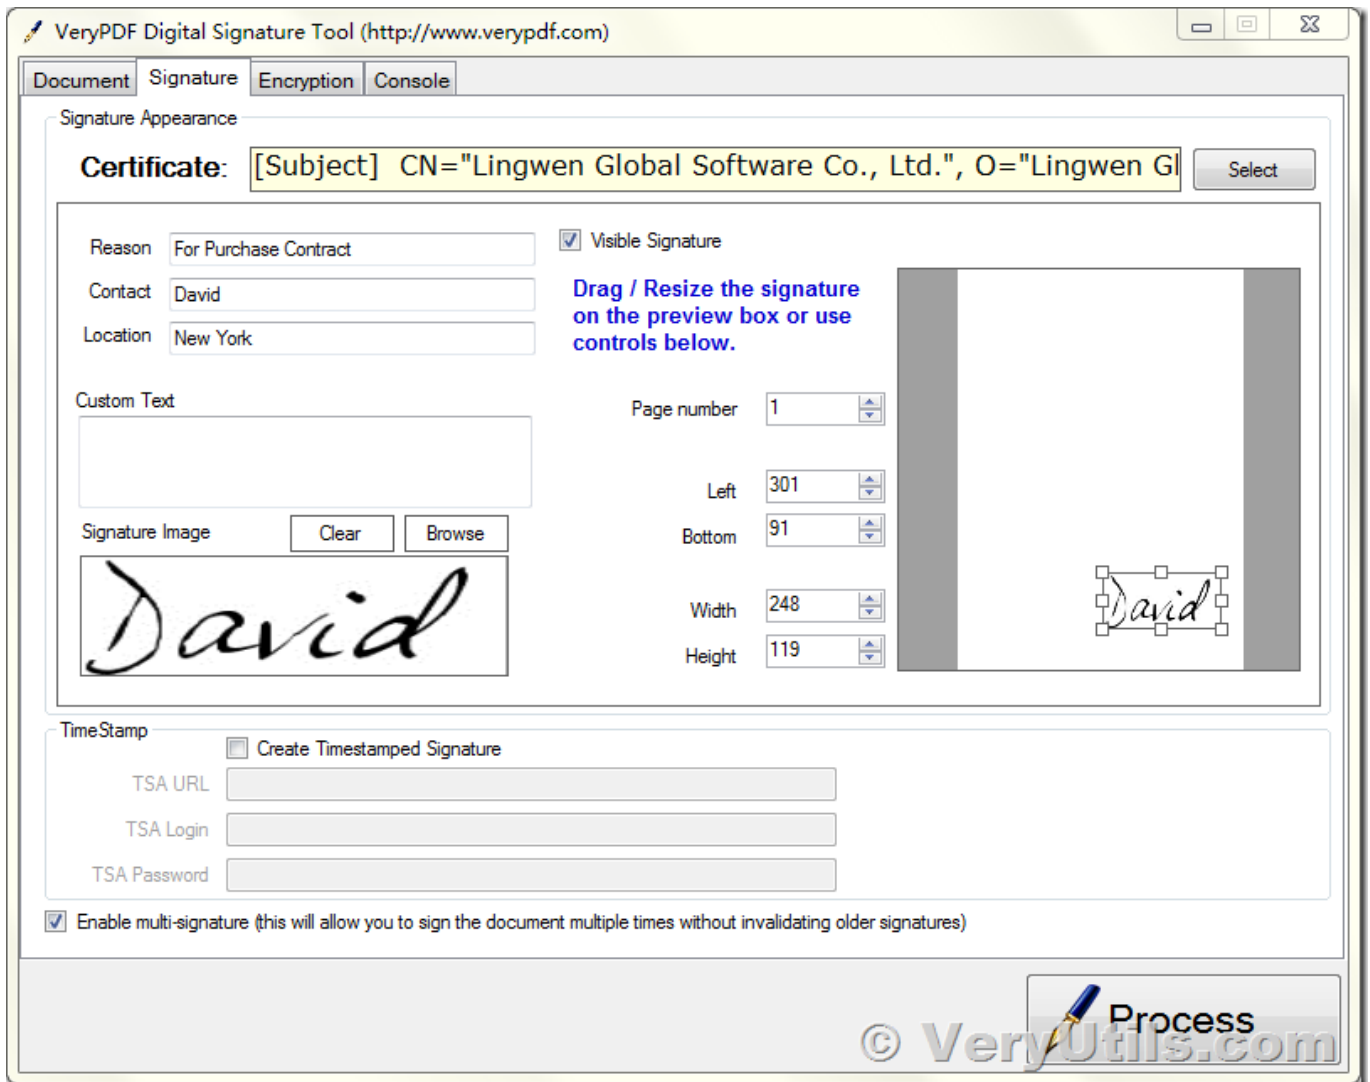 VeryPDF Digital Signature Tool (http://www.verypdf.com)
Document Signature Encryption Console
Signature Appearance
Certificate: [Subject] CN="Lingwen Global Software Co., Ltd.", O="Lingwen Gl Select
Reason For Purchase Contract
Contact David
Location New York
Custom Text
Signature Image Clear Browse
David
Visible Signature
Drag / Resize the signature
on the preview box or use
controls below.
Page number 1
Left 301
Bottom 91
Width 248
Height 119
David
TimeStamp
Create Timestamped Signature
TSA URL
TSA Login
TSA Password
Enable multi-signature (this will allow you to sign the document multiple times without invalidating older signatures)
Process
© VeryUtils.com